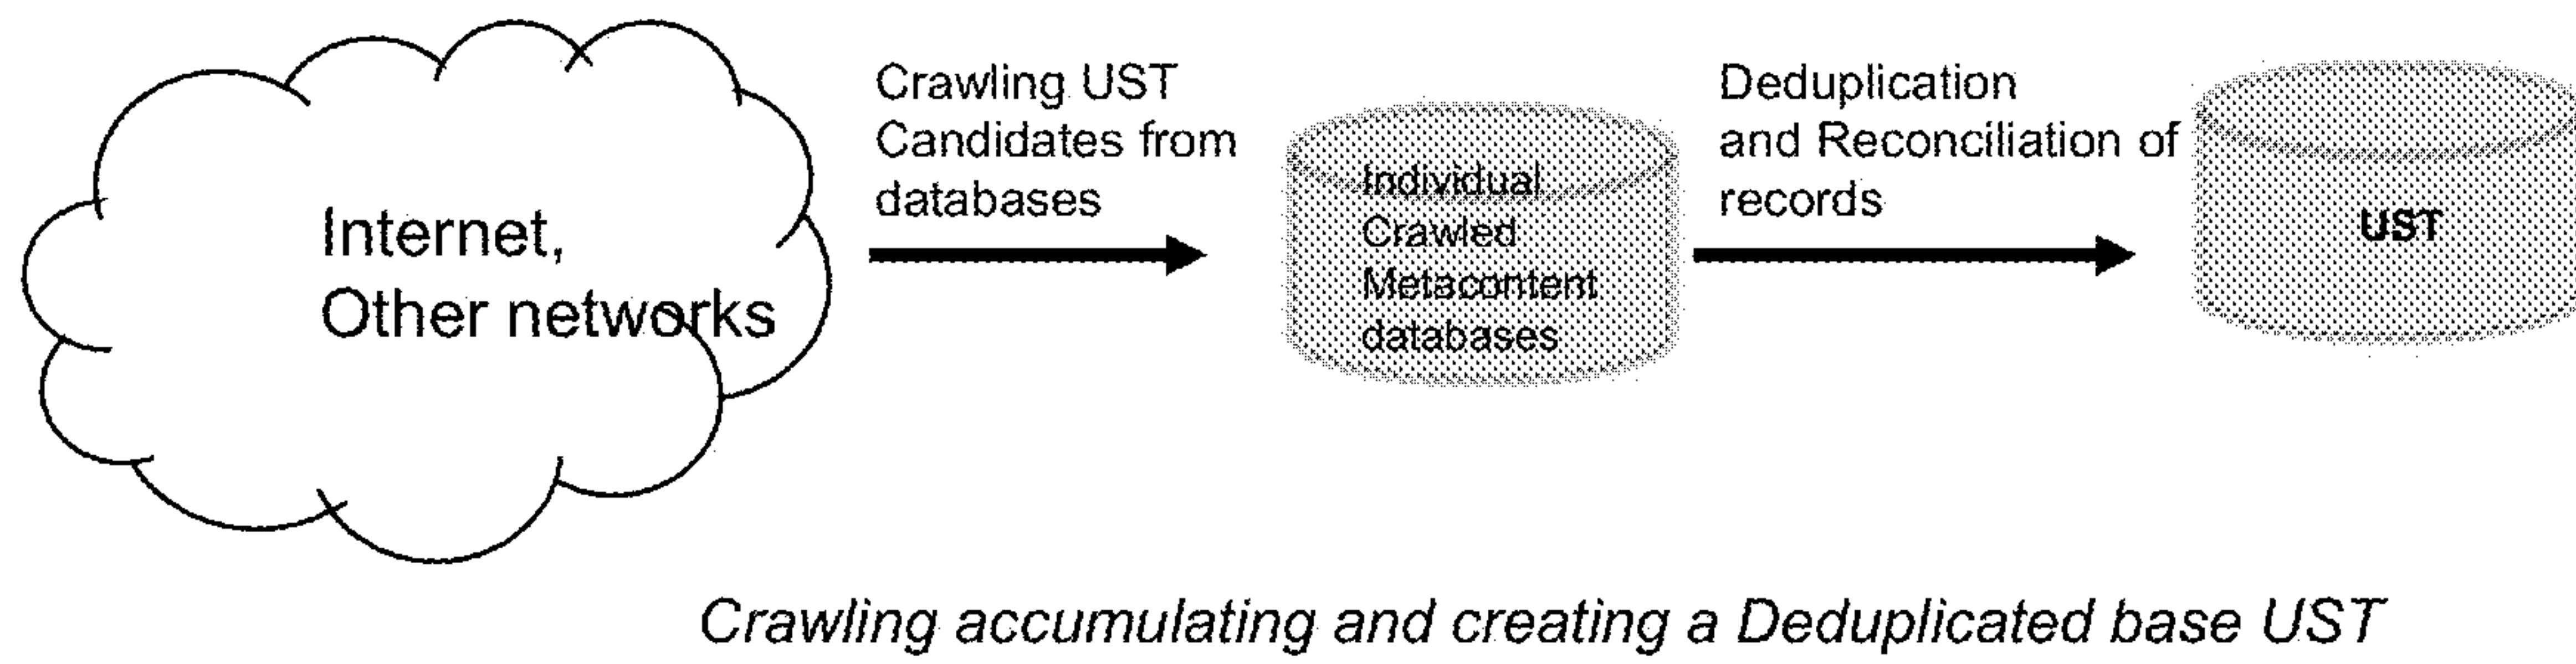 Internet,
Other networks
Crawling UST
Candidates from
databases
Individual
Crawled
Metacontent
databases
Deduplication
and Reconciliation of
records
UST
Crawling accumulating and creating a Deduplicated base UST